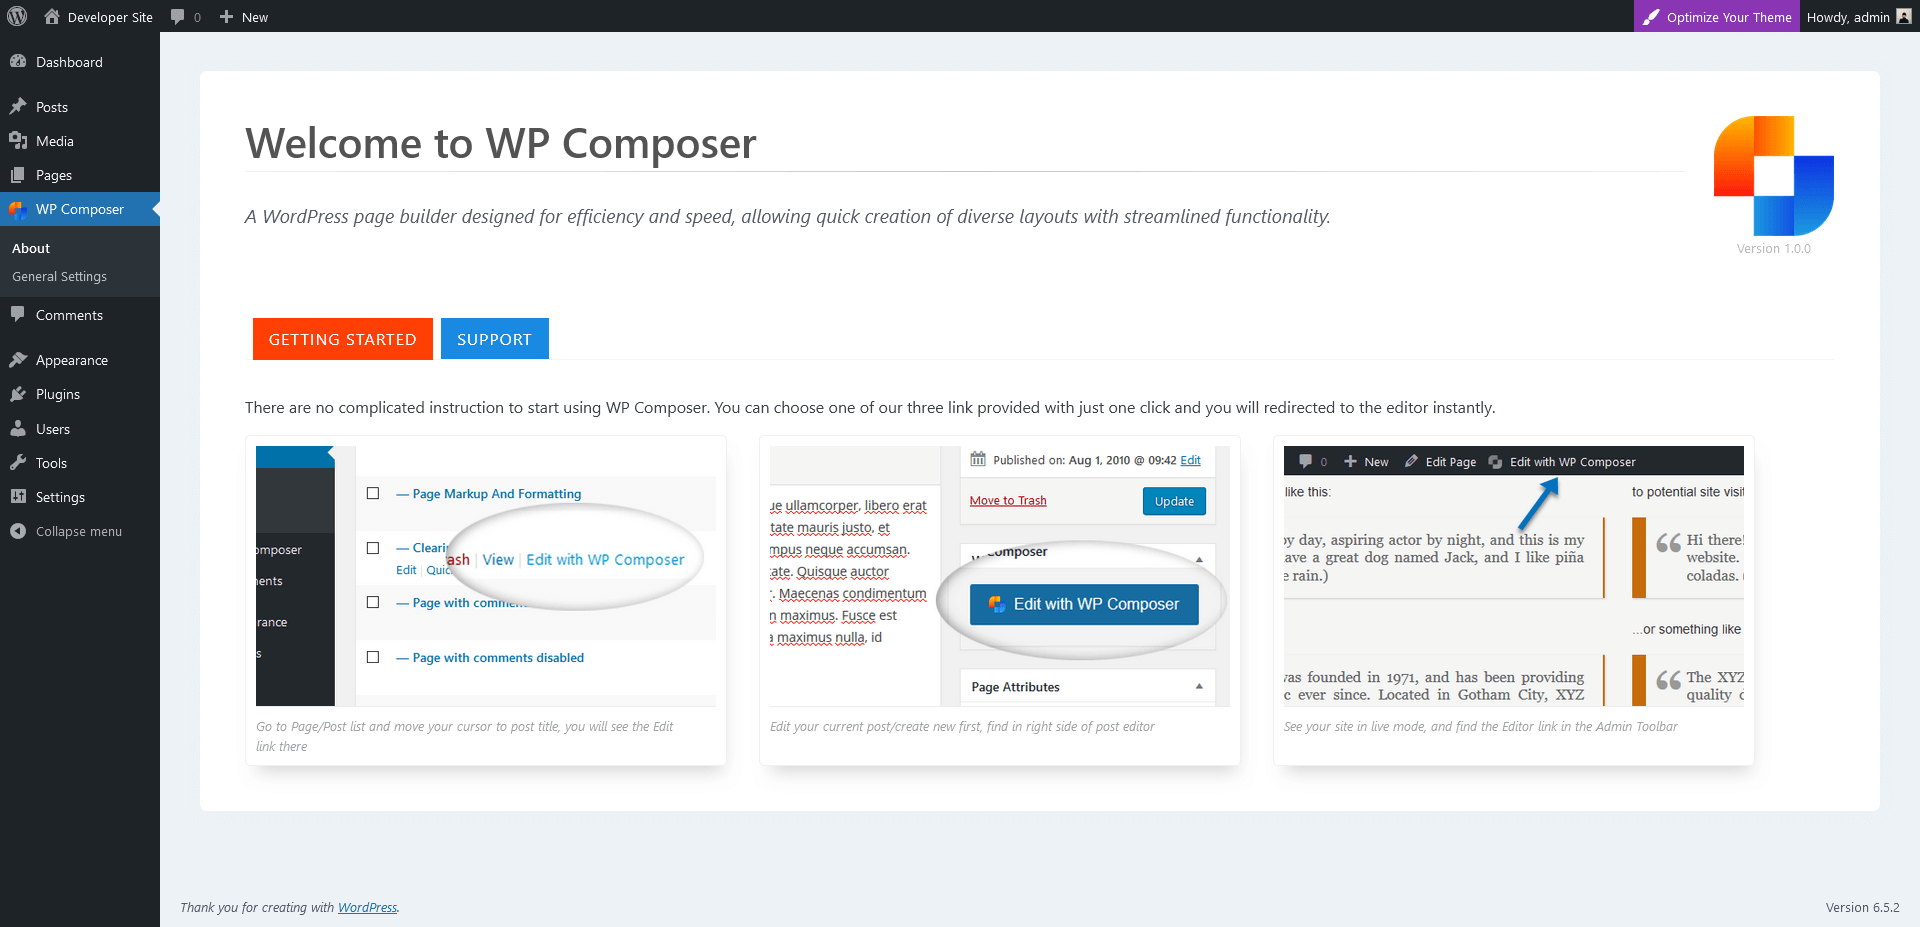 Developer Site
0
New
Optimize Your Theme
Howdy, admin
Dashboard
Posts
Media
Pages
WP Composer
About
General Settings
Comments
Appearance
Plugins
Users
Tools
Settings
Collapse menu
Welcome to WP Composer
A WordPress page builder designed for efficiency and speed, allowing quick creation of diverse layouts with streamlined functionality.
Version 1.0.0
GETTING STARTED
SUPPORT
There are no complicated instruction to start using WP Composer. You can choose one of our three link provided with just one click and you will redirected to the editor instantly.
— Page Markup And Formatting
— Cleari
Edit | Quic
ash | View | Edit with WP Composer
— Page with comme
— Page with comments disabled
omposer
nents
rance
s
Go to Page/Post list and move your cursor to post title, you will see the Edit
link there
Published on: Aug 1, 2010 @ 09:42 Edit
Move to Trash
Update
ue ullamcorper, libero erat
tate mauris justo, et
mpus neque accumsan.
ate. Quisque auctor
r. Maecenas condimentum
n maximus. Fusce est
a maximus nulla, id
Composer
Edit with WP Composer
Page Attributes
Edit your current post/create new first, find in right side of post editor
0
New
Edit Page
Edit with WP Composer
like this:
to potential site visit
by day, aspiring actor by night, and this is my
ave a great dog named Jack, and I like piña
e rain.)
Hi there!
website.
coladas.
...or something like
was founded in 1971, and has been providing
c ever since. Located in Gotham City, XYZ
The XYZ
quality d
See your site in live mode, and find the Editor link in the Admin Toolbar
Thank you for creating with WordPress.
Version 6.5.2